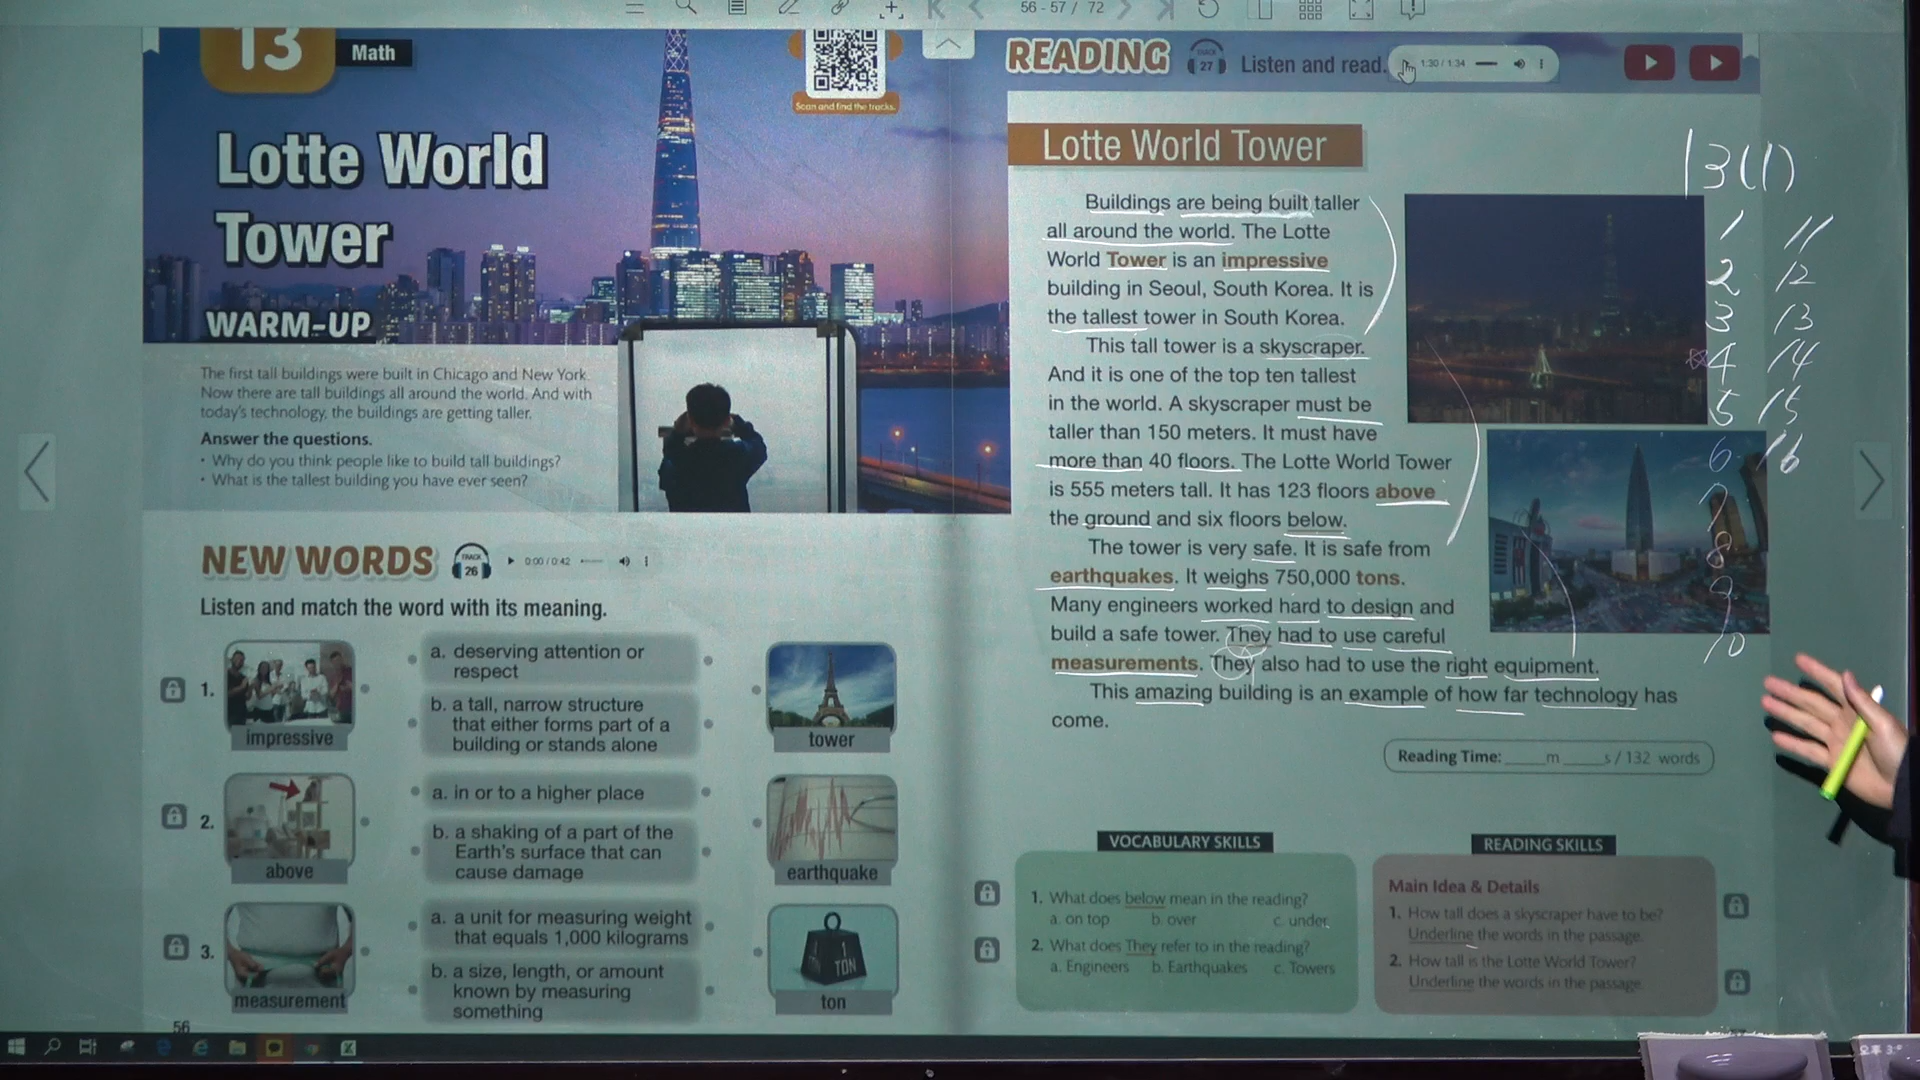 56 - 57 / 72
13
Math
Scan and find the tracks.
Lotte World
Tower
WARM-UP
The first tall buildings were built in Chicago and New York.
Now there are tall buildings all around the world. And with
today's technology, the buildings are getting taller.
Answer the questions.
• Why do you think people like to build tall buildings?
• What is the tallest building you have ever seen?
NEW WORDS
TRACK
26
0:00 / 0:42
Listen and match the word with its meaning.
1.
impressive
a. deserving attention or
respect
b. a tall, narrow structure
that either forms part of a
building or stands alone
tower
2.
above
a. in or to a higher place
b. a shaking of a part of the
Earth's surface that can
cause damage
earthquake
3.
measurement
a. a unit for measuring weight
that equals 1,000 kilograms
b. a size, length, or amount
known by measuring
something
1
TON
ton
56
READING
TRACK
27
Listen and read.
1:30 / 1:34
Lotte World Tower
Buildings are being built taller
all around the world. The Lotte
World Tower is an impressive
building in Seoul, South Korea. It is
the tallest tower in South Korea.
This tall tower is a skyscraper.
And it is one of the top ten tallest
in the world. A skyscraper must be
taller than 150 meters. It must have
more than 40 floors. The Lotte World Tower
is 555 meters tall. It has 123 floors above
the ground and six floors below.
The tower is very safe. It is safe from
earthquakes. It weighs 750,000 tons.
Many engineers worked hard to design and
build a safe tower. They had to use careful
measurements. They also had to use the right equipment.
This amazing building is an example of how far technology has
come.
Reading Time: _____m _____s / 132 words
13(1)
1 11
2 12
3 13
4 14
5 15
6 16
7
8
9
10
VOCABULARY SKILLS
1. What does below mean in the reading?
a. on top b. over c. under
2. What does They refer to in the reading?
a. Engineers b. Earthquakes c. Towers
READING SKILLS
Main Idea & Details
1. How tall does a skyscraper have to be?
Underline the words in the passage.
2. How tall is the Lotte World Tower?
Underline the words in the passage.